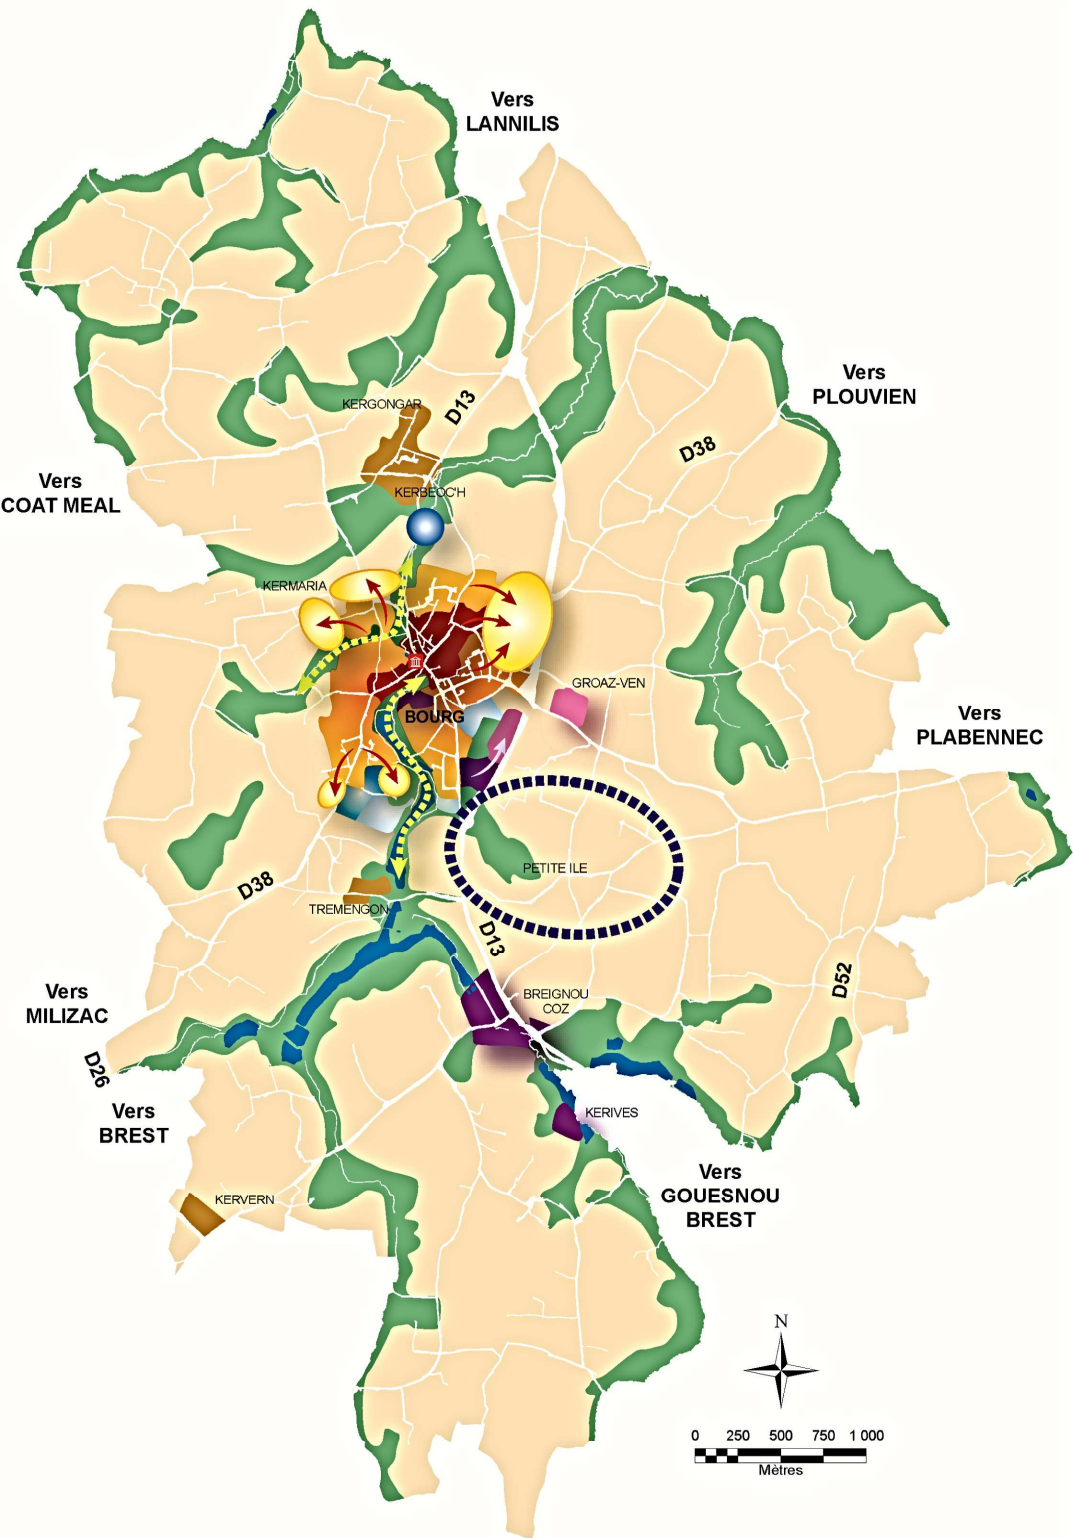 Vers
LANNILIS
Vers
PLOUVIEN
KERGONGAR
D13
D38
Vers
COAT MEAL
KERBEOC'H
KERMARIA
GROAZ-VEN
BOURG
Vers
PLABENNEC
PETITE ILE
D38
TREMENGON
D13
D52
Vers
MILIZAC
BREIGNOU
COZ
D26
Vers
BREST
KERIVES
Vers
GOUESNOU
BREST
KERVERN
N
0 250 500 750 1 000
Mètres